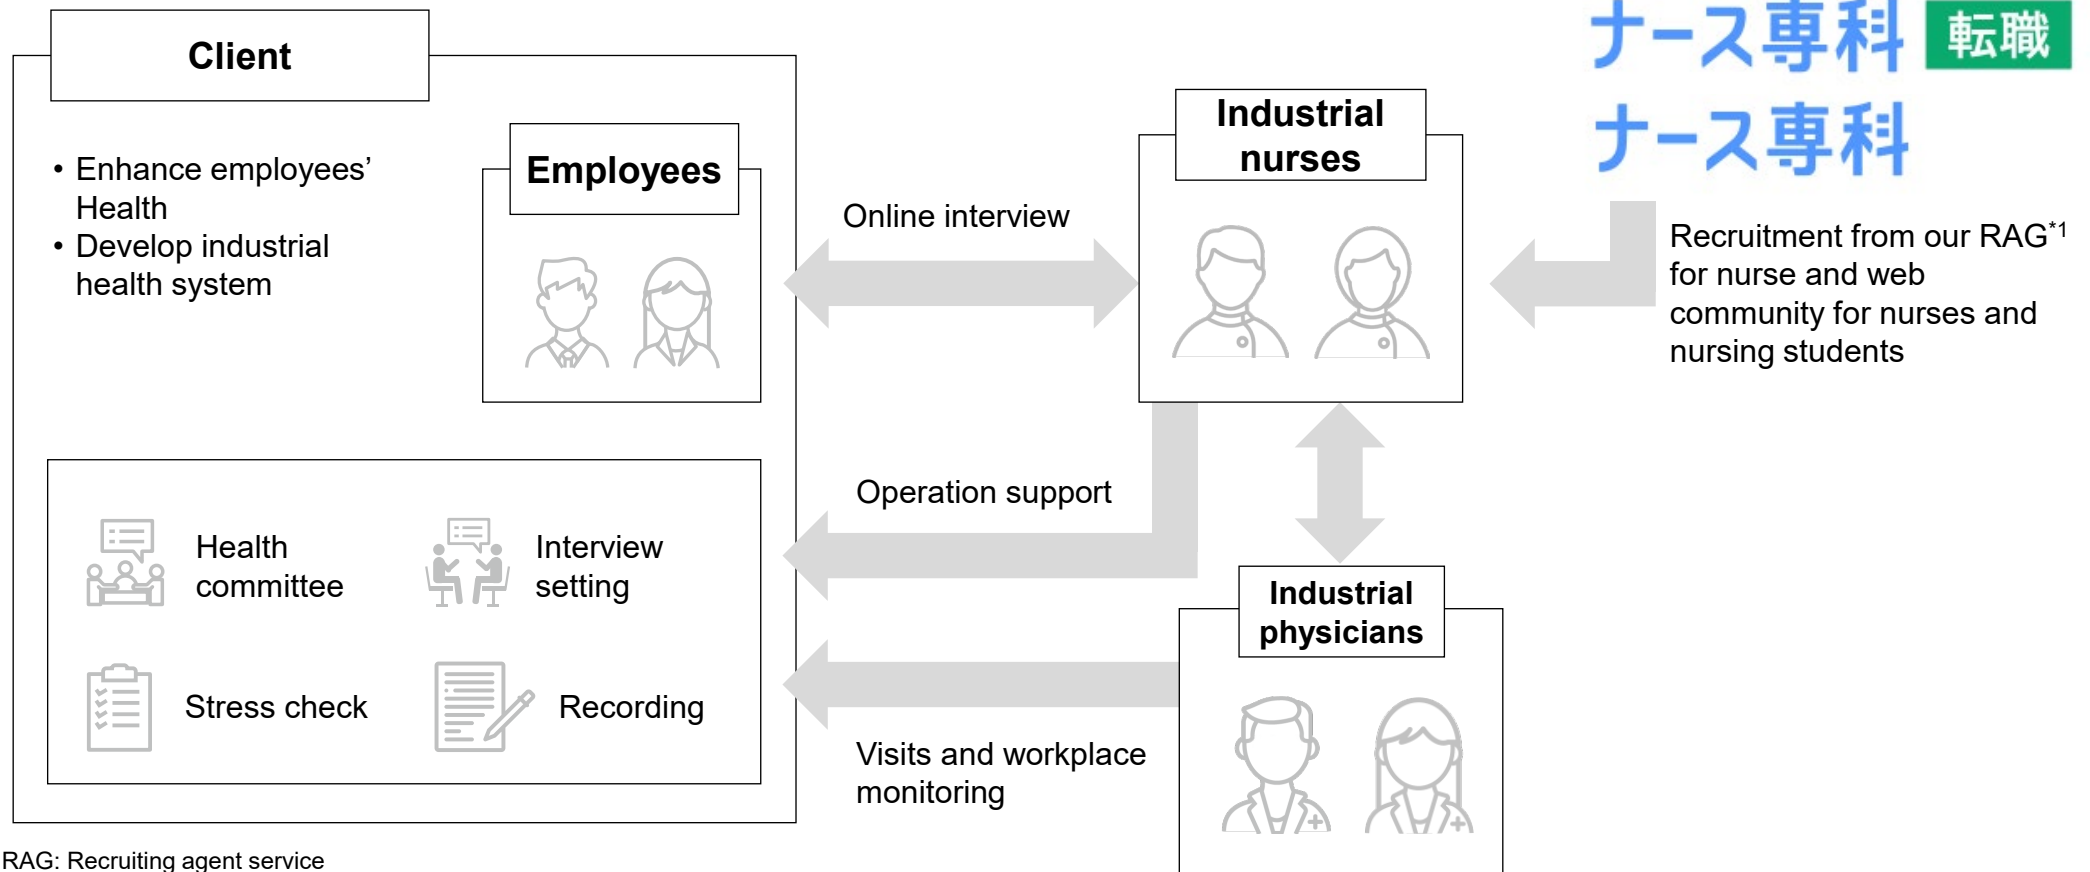 Client
• Enhance employees’
Health
• Develop industrial
health system
Employees
Health
committee
Interview
setting
Stress check
Recording
Online interview
Operation support
Visits and workplace
monitoring
Industrial
nurses
Industrial
physicians
ナース専科 転職
ナース専科
Recruitment from our RAG*1
for nurse and web
community for nurses and
nursing students
RAG: Recruiting agent service